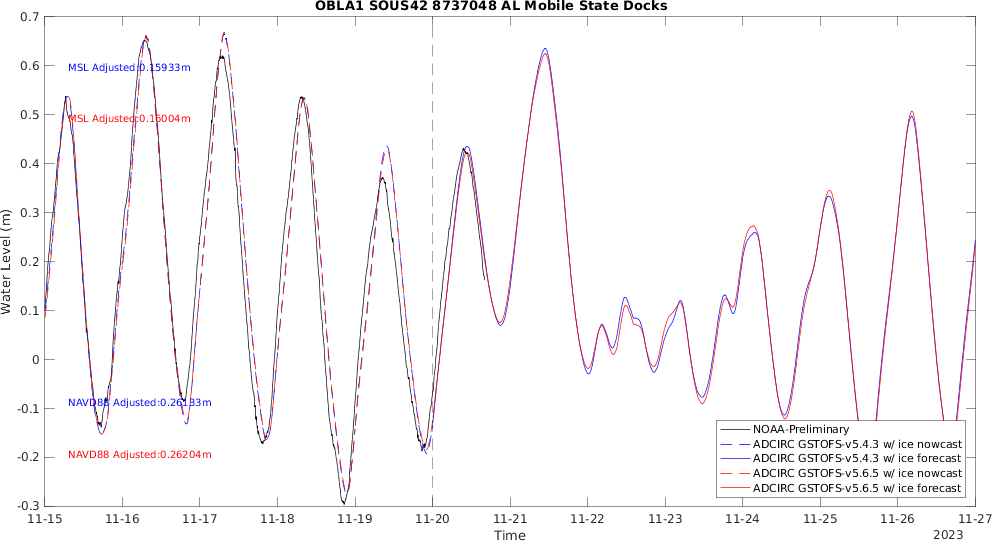 OBLA1 SOUS42 8737048 AL Mobile State Docks
0.7
0.6
0.5
0.4
0.3
0.2
0.1
0
-0.1
-0.2
-0.3
Water Level (m)
MSL Adjusted:0.15933m
MSL Adjusted:0.16004m
NAVD88 Adjusted:0.26133m
NAVD88 Adjusted:0.26204m
NOAA-Preliminary
ADCIRC GSTOFS-v5.4.3 w/ ice nowcast
ADCIRC GSTOFS-v5.4.3 w/ ice forecast
ADCIRC GSTOFS-v5.6.5 w/ ice nowcast
ADCIRC GSTOFS-v5.6.5 w/ ice forecast
11-15 11-16 11-17 11-18 11-19 11-20 11-21 11-22 11-23 11-24 11-25 11-26 11-27
Time
2023